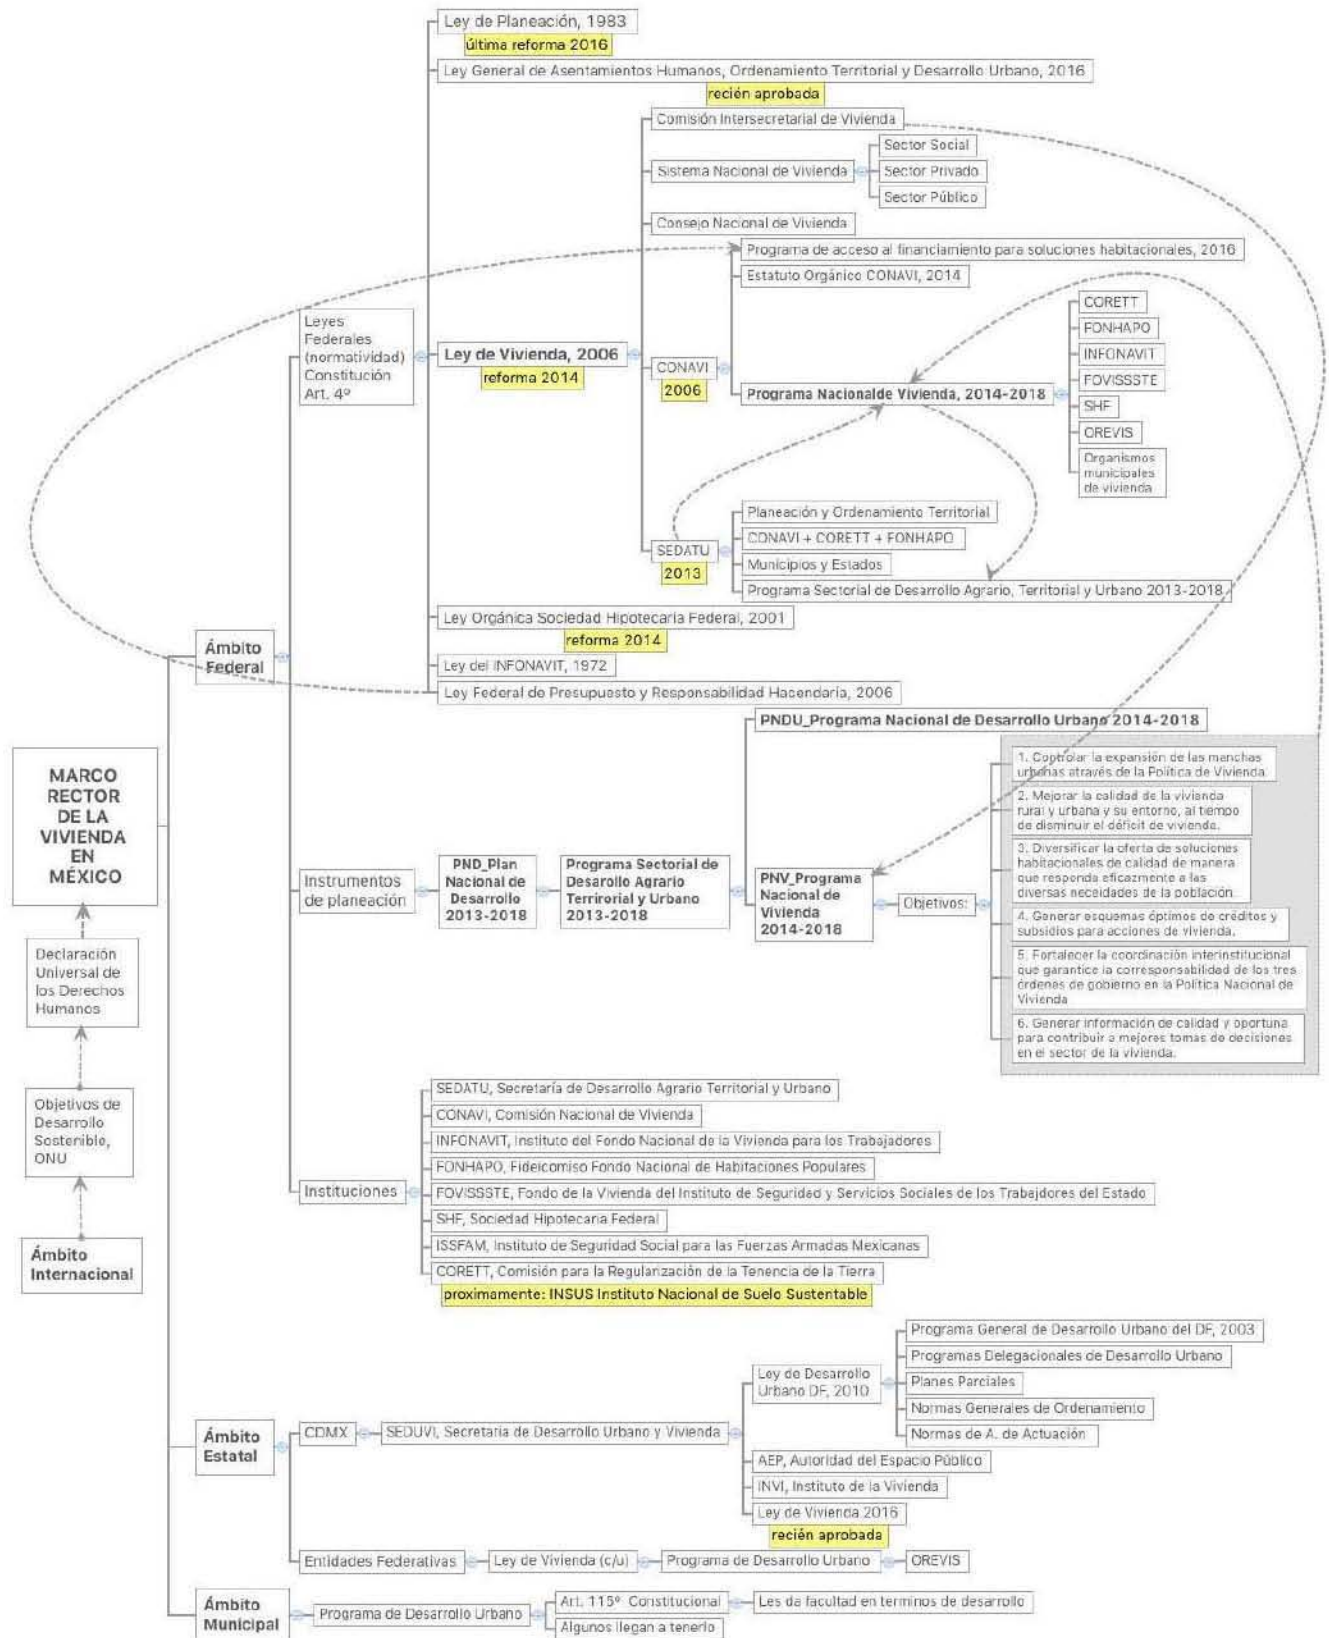 Ley de Planeación, 1983
última reforma 2016
Ley General de Asentamientos Humanos, Ordenamiento Territorial y Desarrollo Urbano, 2016
recién aprobada
Comisión Intersecretarial de Vivienda
Sistema Nacional de Vivienda
Sector Social
Sector Privado
Sector Público
Consejo Nacional de Vivienda
Programa de acceso al financiamiento para soluciones habitacionales, 2016
Estatuto Orgánico CONAVI, 2014
Leyes
Federales
(normatividad)
Constitución
Art. 4º
Ley de Vivienda, 2006
reforma 2014
CONAVI
2006
Programa Nacionalde Vivienda, 2014-2018
CORETT
FONHAPO
INFONAVIT
FOVISSSTE
SHF
OREVIS
Organismos
municipales
de vivienda
SEDATU
2013
Planeación y Ordenamiento Territorial
CONAVI + CORETT + FONHAPO
Municipios y Estados
Programa Sectorial de Desarrollo Agrario, Territorial y Urbano 2013-2018
Ley Orgánica Sociedad Hipotecaria Federal, 2001
reforma 2014
Ley del INFONAVIT, 1972
Ley Federal de Presupuesto y Responsabilidad Hacendaria, 2006
Ámbito
Federal
MARCO
RECTOR
DE LA
VIVIENDA
EN
MÉXICO
Declaración
Universal de
los Derechos
Humanos
Objetivos de
Desarrollo
Sostenible,
ONU
Ámbito
Internacional
Instrumentos
de planeación
PND_Plan
Nacional de
Desarrollo
2013-2018
Programa Sectorial de
Desarollo Agrario
Terrirorial y Urbano
2013-2018
PNDU_Programa Nacional de Desarrollo Urbano 2014-2018
PNV_Programa
Nacional de
Vivienda
2014-2018
Objetivos:
1. Controlar la expansión de las manchas
urbanas através de la Política de Vivienda
2. Mejorar la calidad de la vivienda
rural y urbana y su entorno, al tiempo
de disminuir el déficit de vivienda.
3. Diversificar la oferta de soluciones
habitacionales de calidad de manera
que responda eficazmente a las
diversas neceidades de la población.
4. Generar esquemas óptimos de créditos y
subsidios para acciones de vivienda.
5. Fortalecer la coordinación interinstitucional
que garantice la corresponsabilidad de los tres
órdenes de gobierno en la Política Nacional de
Vivienda
6. Generar información de calidad y oportuna
para contribuir a mejores tomas de decisiones
en el sector de la vivienda.
Instituciones
SEDATU, Secretaría de Desarrollo Agrario Territorial y Urbano
CONAVI, Comisión Nacional de Vivienda
INFONAVIT, Instituto del Fondo Nacional de la Vivienda para los Trabajadores
FONHAPO, Fideicomiso Fondo Nacional de Habitaciones Populares
FOVISSSTE, Fondo de la Vivienda del Instituto de Seguridad y Servicios Sociales de los Trabajdores del Estado
SHF, Sociedad Hipotecaria Federal
ISSFAM, Instituto de Seguridad Social para las Fuerzas Armadas Mexicanas
CORETT, Comisión para la Regularización de la Tenencia de la Tierra
proximamente: INSUS Instituto Nacional de Suelo Sustentable
Ámbito
Estatal
CDMX
SEDUVI, Secretaría de Desarrollo Urbano y Vivienda
Ley de Desarrollo
Urbano DF, 2010
Programa General de Desarrollo Urbano del DF, 2003
Programas Delegacionales de Desarrollo Urbano
Planes Parciales
Normas Generales de Ordenamiento
Normas de A. de Actuación
AEP, Autoridad del Espacio Público
INVI, Instituto de la Vivienda
Ley de Vivienda 2016
recién aprobada
Entidades Federativas
Ley de Vivienda (c/u)
Programa de Desarrollo Urbano
OREVIS
Ámbito
Municipal
Programa de Desarrollo Urbano
Art. 115º Constitucional
Les da facultad en terminos de desarrollo
Algunos llegan a tenerlo